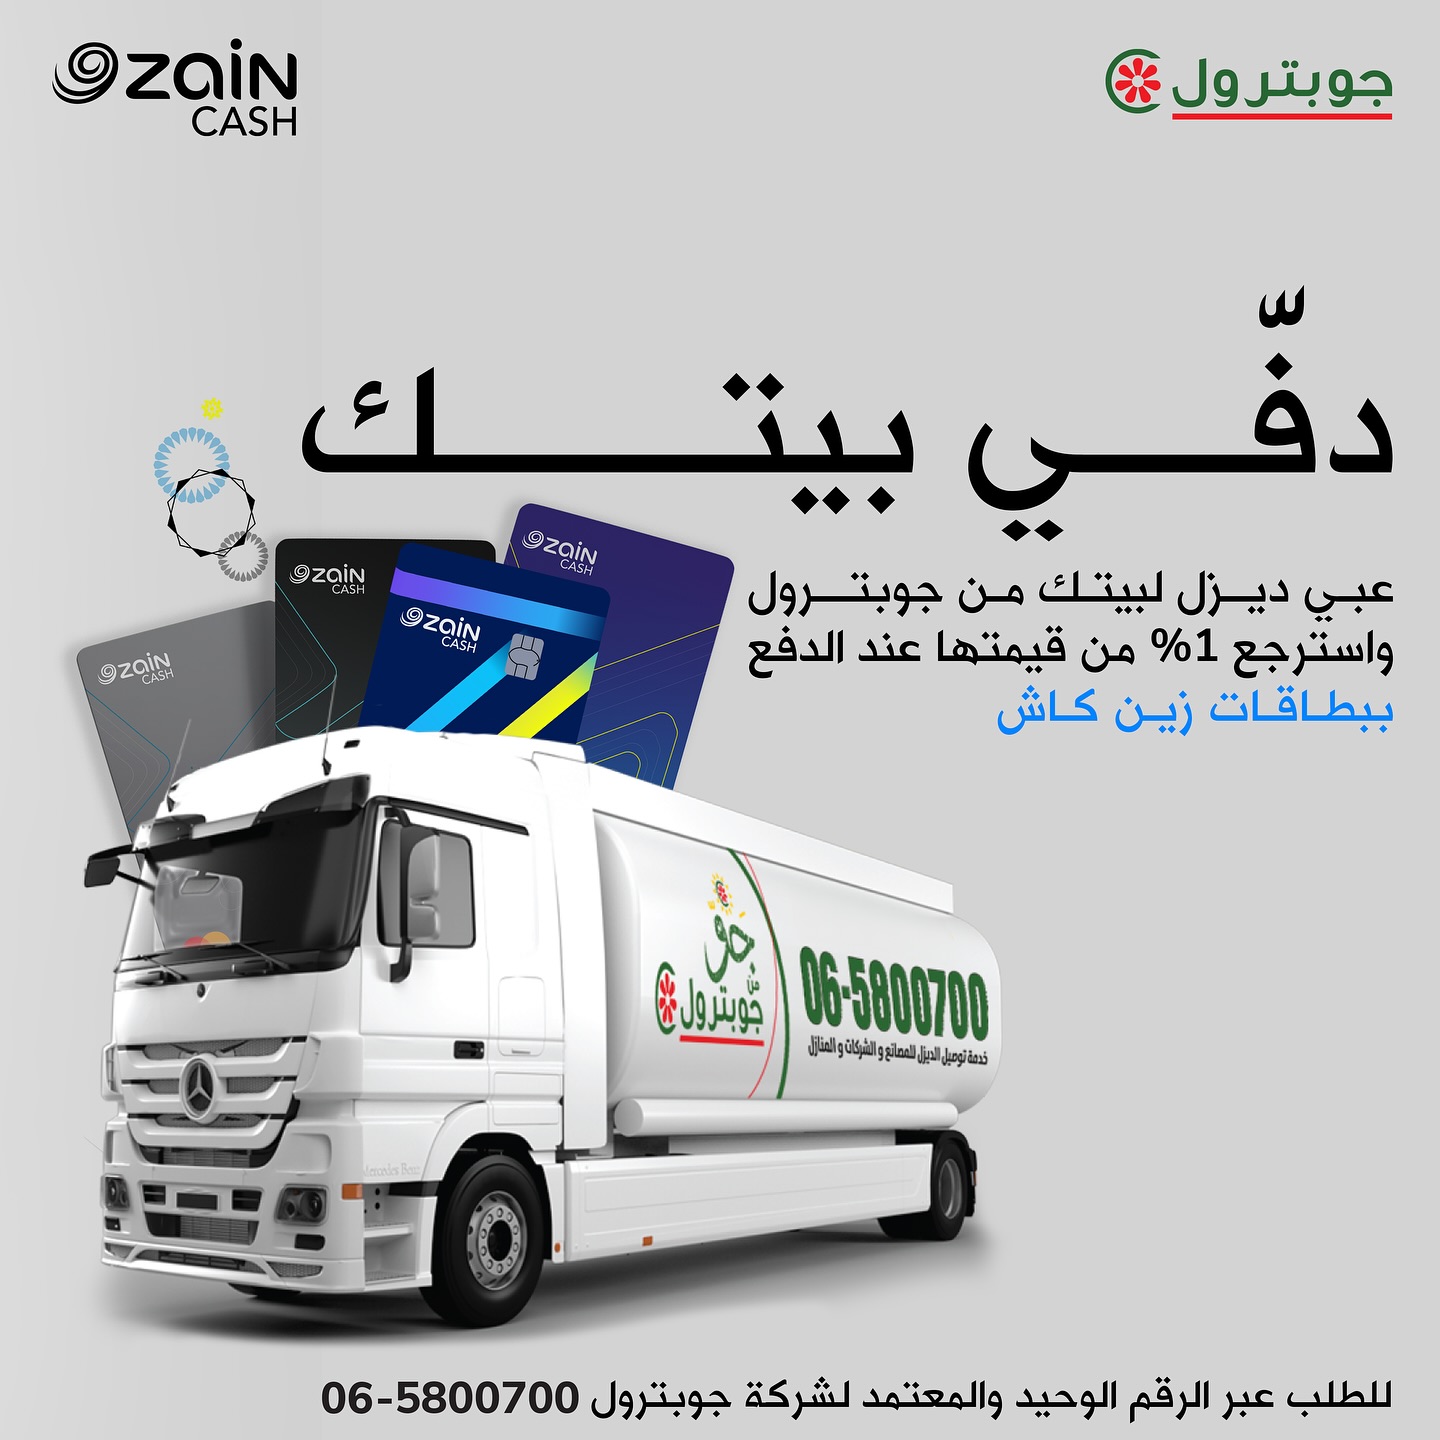 zain
CASH
جوبترول
دفّي بيتك
عبي ديزل لبيتك من جوبترول
واسترجع 1% من قيمتها عند الدفع
ببطاقات زين كاش
zain
CASH
zain
CASH
zain
CASH
zain
CASH
جو
من
جوبترول
06-5800700
خدمة توصيل الديزل للمصانع و الشركات و المنازل
Mercedes Benz
للطلب عبر الرقم الوحيد والمعتمد لشركة جوبترول 06-5800700